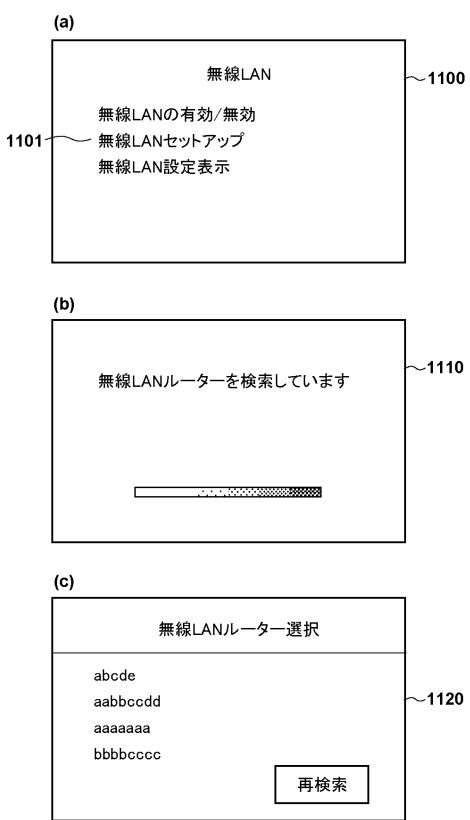 (a)
無線LAN
1100
無線LANの有効/無効
1101
無線LANセットアップ
無線LAN設定表示
(b)
1110
無線LANルーターを検索しています
(c)
無線LANルーター選択
abcde
aabbccdd
1120
aaaaaaa
bbbbcccc
再検索